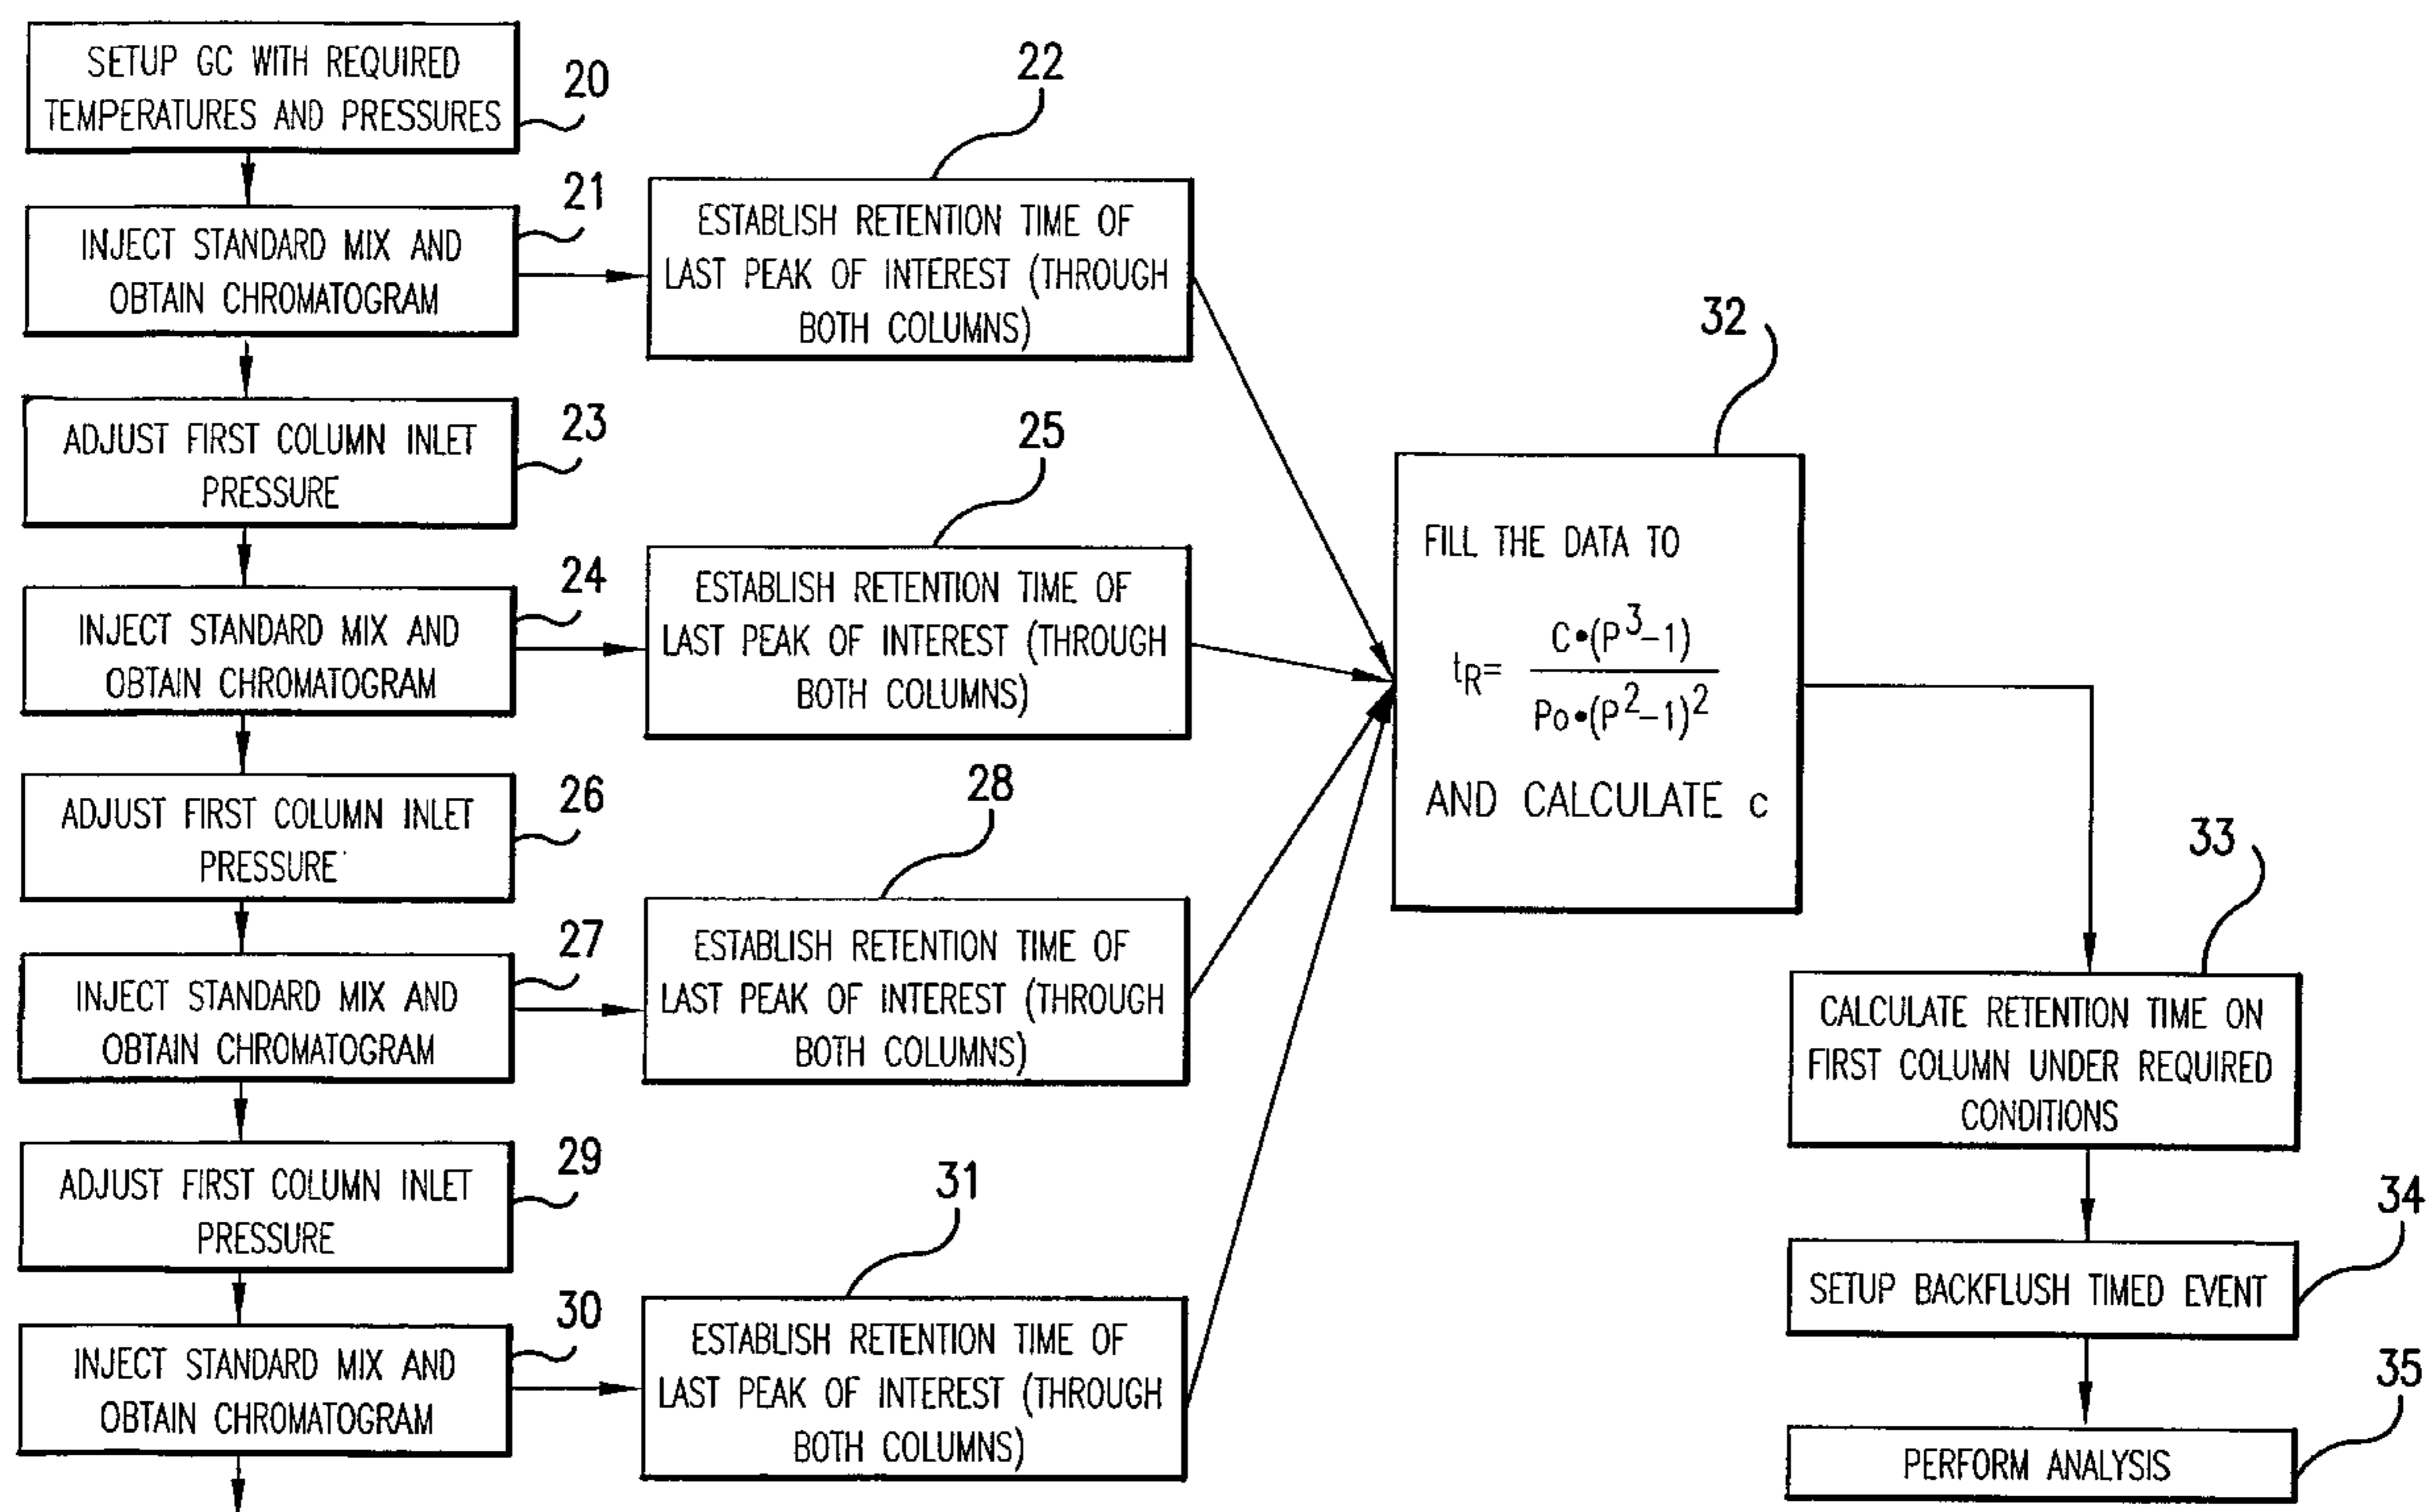 SETUP GC WITH REQUIRED
TEMPERATURES AND PRESSURES
20
INJECT STANDARD MIX AND
OBTAIN CHROMATOGRAM
21
ESTABLISH RETENTION TIME OF
LAST PEAK OF INTEREST (THROUGH
BOTH COLUMNS)
22
ADJUST FIRST COLUMN INLET
PRESSURE
23
INJECT STANDARD MIX AND
OBTAIN CHROMATOGRAM
24
ESTABLISH RETENTION TIME OF
LAST PEAK OF INTEREST (THROUGH
BOTH COLUMNS)
25
ADJUST FIRST COLUMN INLET
PRESSURE
26
INJECT STANDARD MIX AND
OBTAIN CHROMATOGRAM
27
ESTABLISH RETENTION TIME OF
LAST PEAK OF INTEREST (THROUGH
BOTH COLUMNS)
28
ADJUST FIRST COLUMN INLET
PRESSURE
29
INJECT STANDARD MIX AND
OBTAIN CHROMATOGRAM
30
ESTABLISH RETENTION TIME OF
LAST PEAK OF INTEREST (THROUGH
BOTH COLUMNS)
31
32
FILL THE DATA TO
tR= C•(P^3-1) / Po•(P^2-1)^2
AND CALCULATE c
33
CALCULATE RETENTION TIME ON
FIRST COLUMN UNDER REQUIRED
CONDITIONS
34
SETUP BACKFLUSH TIMED EVENT
35
PERFORM ANALYSIS